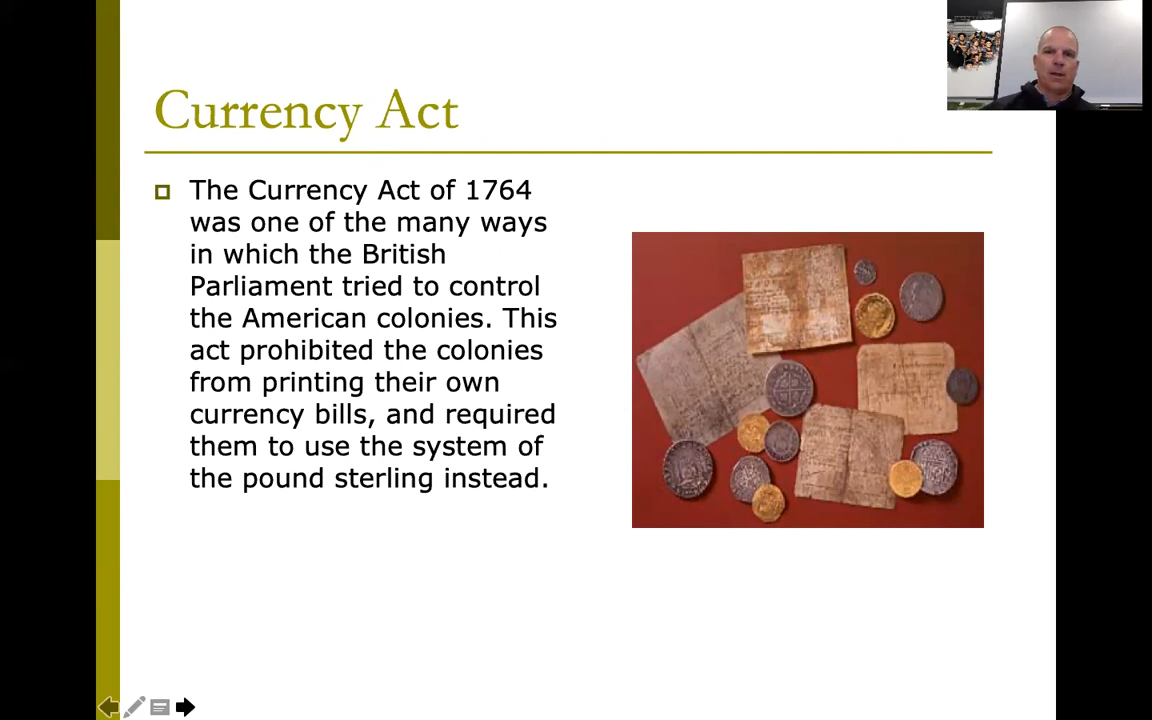 Currency Act
The Currency Act of 1764
was one of the many ways
in which the British
Parliament tried to control
the American colonies. This
act prohibited the colonies
from printing their own
currency bills, and required
them to use the system of
the pound sterling instead.